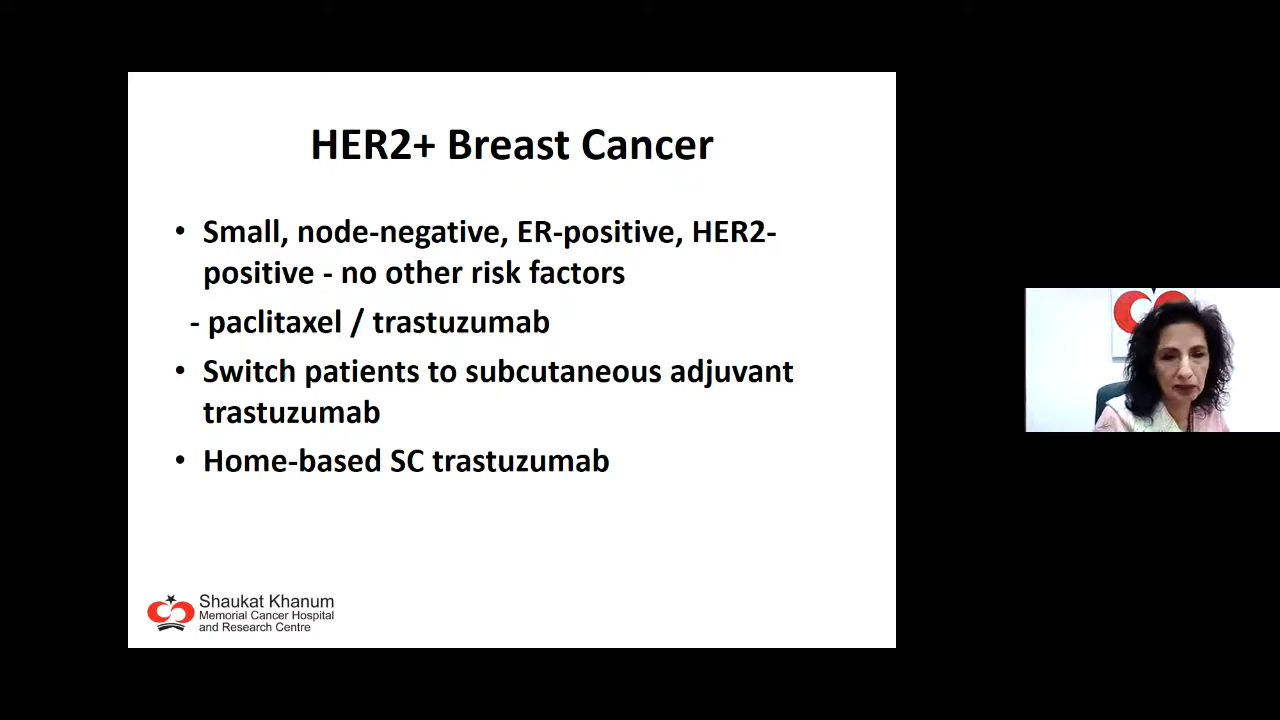 HER2+ Breast Cancer
• Small, node-negative, ER-positive, HER2-
positive - no other risk factors
- paclitaxel / trastuzumab
• Switch patients to subcutaneous adjuvant
trastuzumab
• Home-based SC trastuzumab
Shaukat Khanum
Memorial Cancer Hospital
and Research Centre